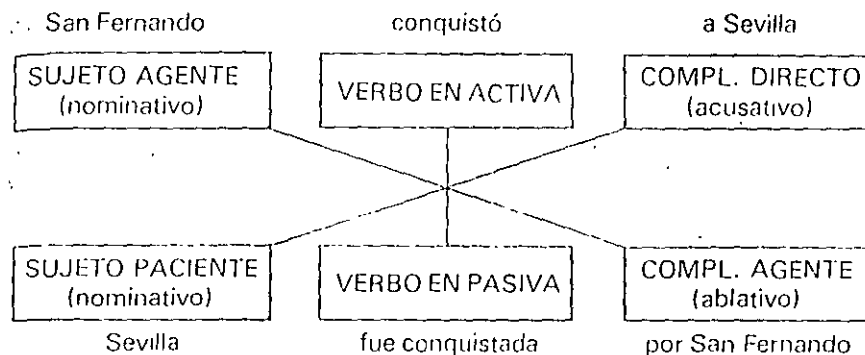 San Fernando conquistó a Sevilla
SUJETO AGENTE
(nominativo)
VERBO EN ACTIVA
COMPL. DIRECTO
(acusativo)
SUJETO PACIENTE
(nominativo)
VERBO EN PASIVA
COMPL. AGENTE
(ablativo)
Sevilla fue conquistada por San Fernando